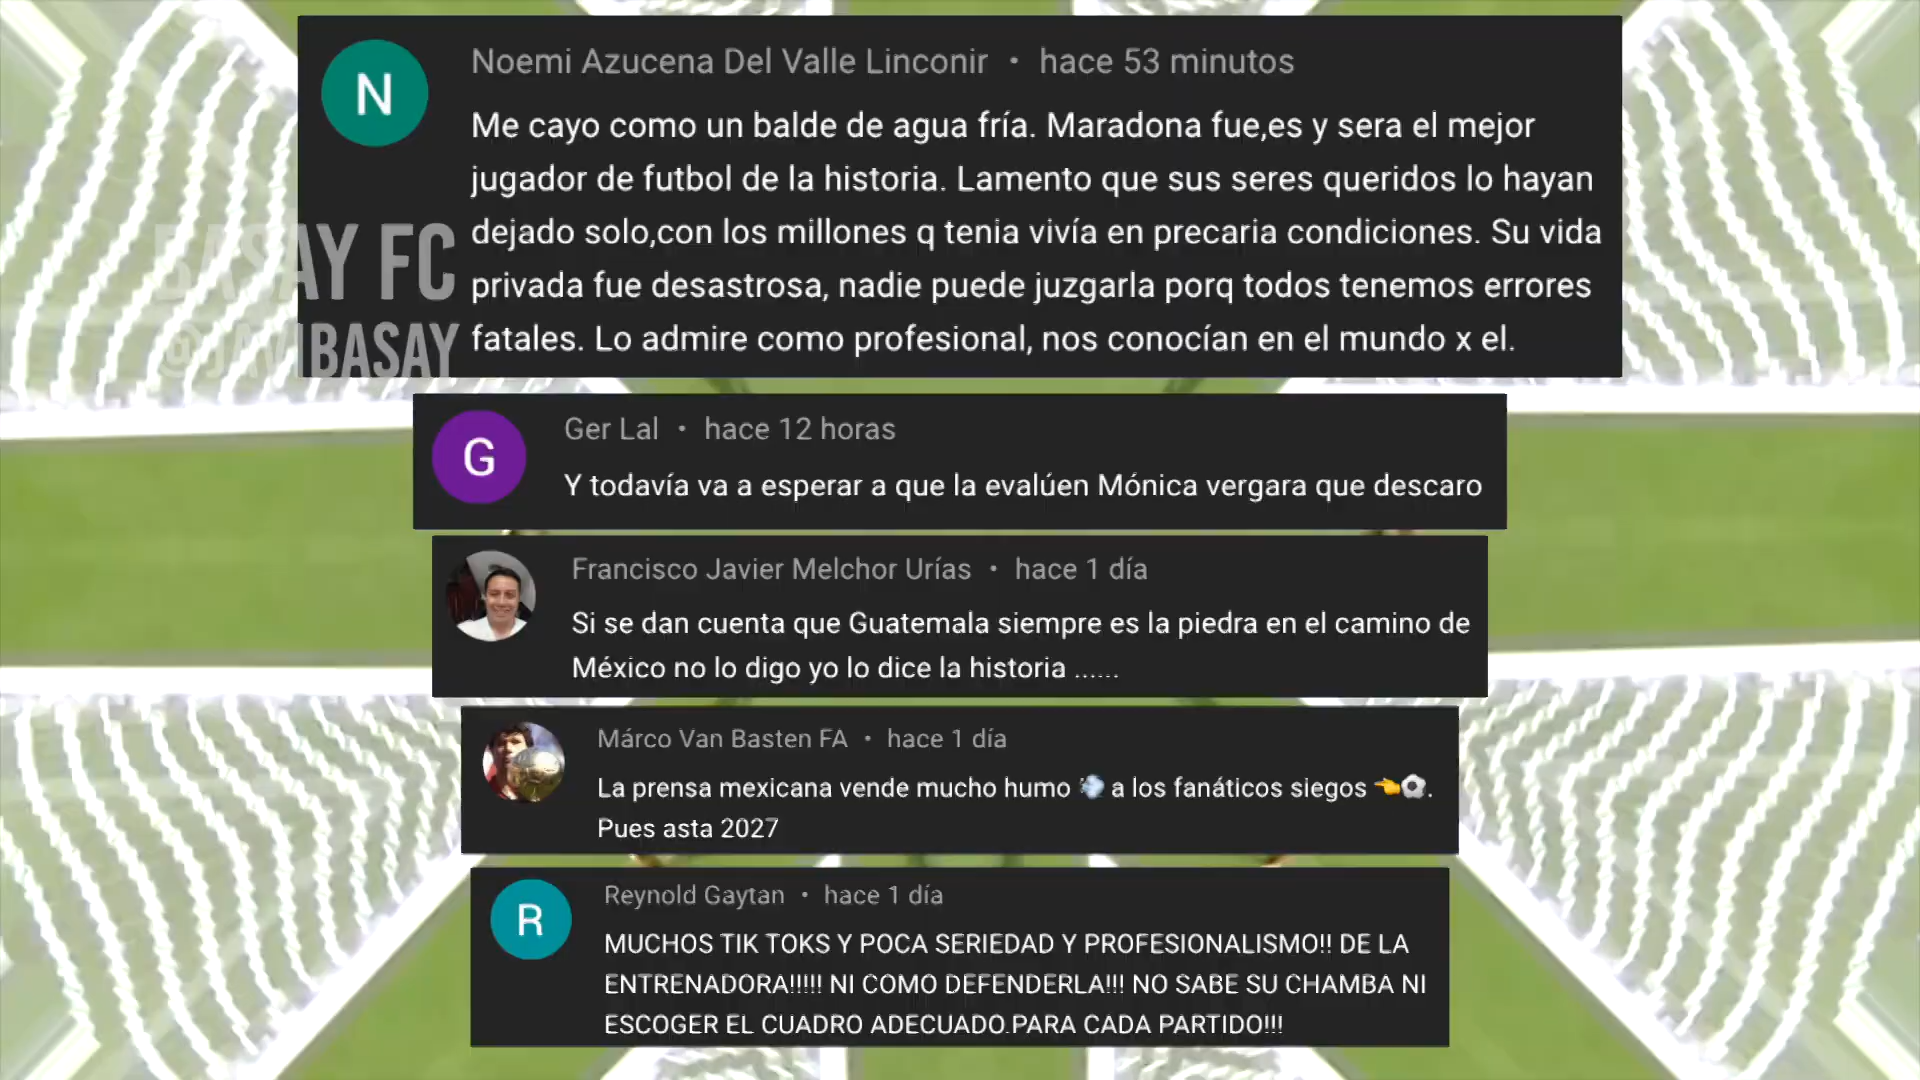 N
Noemi Azucena Del Valle Linconir • hace 53 minutos
Me cayo como un balde de agua fría. Maradona fue,es y sera el mejor
jugador de futbol de la historia. Lamento que sus seres queridos lo hayan
dejado solo,con los millones q tenia vivía en precaria condiciones. Su vida
privada fue desastrosa, nadie puede juzgarla porq todos tenemos errores
fatales. Lo admire como profesional, nos conocían en el mundo x el.
BASAY FC
@JAVIBASAY
G
Ger Lal • hace 12 horas
Y todavía va a esperar a que la evalúen Mónica vergara que descaro
Francisco Javier Melchor Urías • hace 1 día
Si se dan cuenta que Guatemala siempre es la piedra en el camino de
México no lo digo yo lo dice la historia ......
Márco Van Basten FA • hace 1 día
La prensa mexicana vende mucho humo 💨 a los fanáticos siegos 👈⚽.
Pues asta 2027
R
Reynold Gaytan • hace 1 día
MUCHOS TIK TOKS Y POCA SERIEDAD Y PROFESIONALISMO!! DE LA
ENTRENADORA!!!!! NI COMO DEFENDERLA!!! NO SABE SU CHAMBA NI
ESCOGER EL CUADRO ADECUADO.PARA CADA PARTIDO!!!